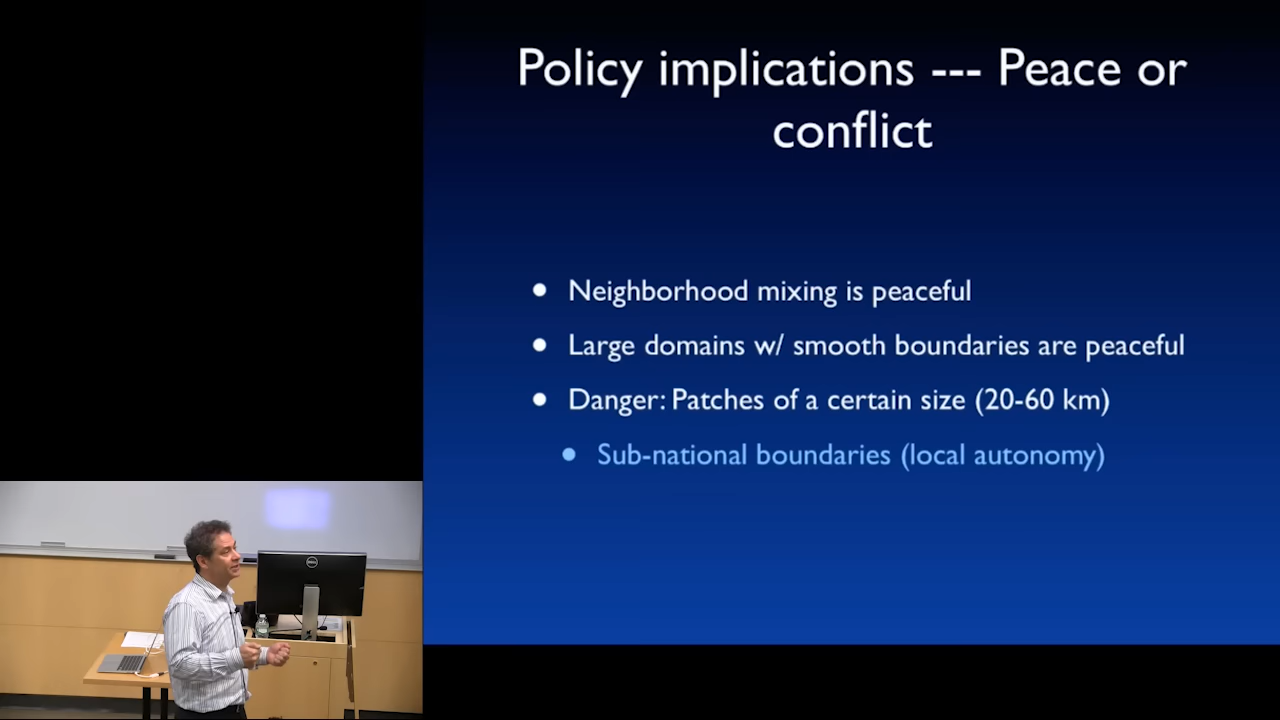 Policy implications --- Peace or
conflict
Neighborhood mixing is peaceful
Large domains w/ smooth boundaries are peaceful
Danger: Patches of a certain size (20-60 km)
Sub-national boundaries (local autonomy)